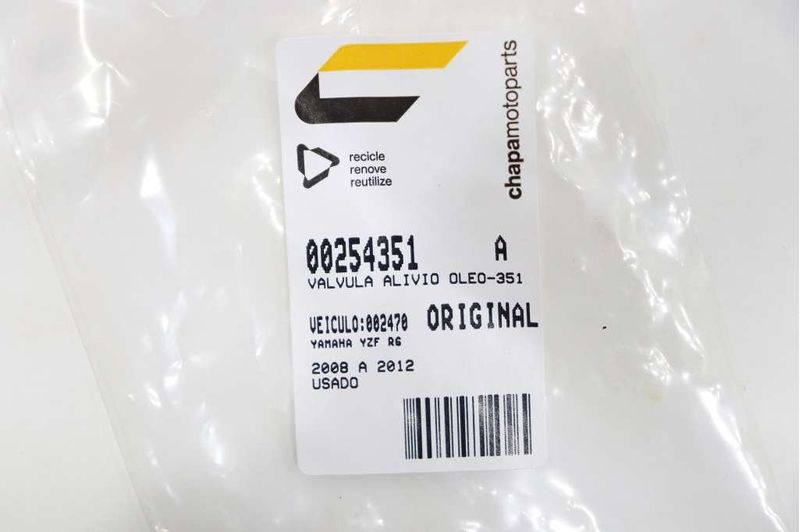 chapamotoparts
recicle
renove
reutilize
00254351 A
VALVULA ALIVIO OLEO-351
VEICULO:002470 ORIGINAL
YAMAHA YZF R6
2008 A 2012
USADO